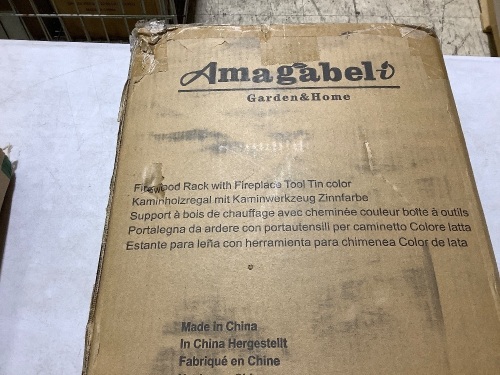 Amagabeli
Garden&Home
Firewood Rack with Fireplace Tool Tin color
Kaminholzregal mit Kaminwerkzeug Zinnfarbe
Support à bois de chauffage avec cheminée couleur boîte à outils
Portalegna da ardere con portautensili per caminetto Colore latta
Estante para leña con herramienta para chimenea Color de lata
Made in China
In China Hergestellt
Fabriqué en Chine